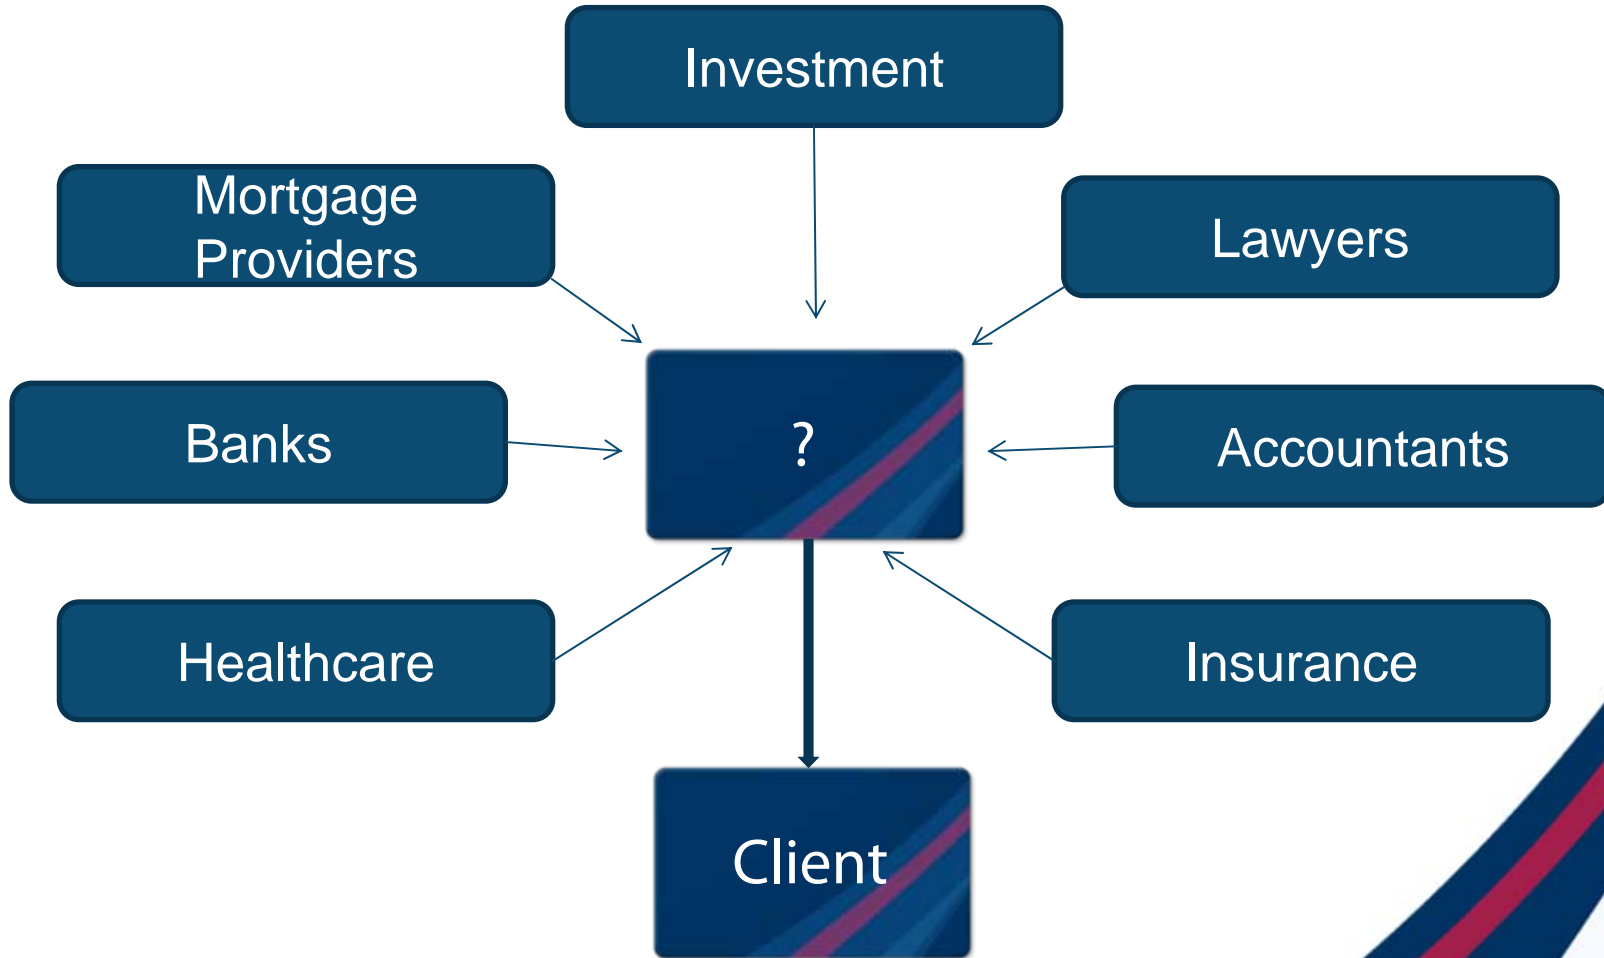 Investment
Mortgage
Providers
Lawyers
Banks
?
Accountants
Healthcare
Insurance
Client